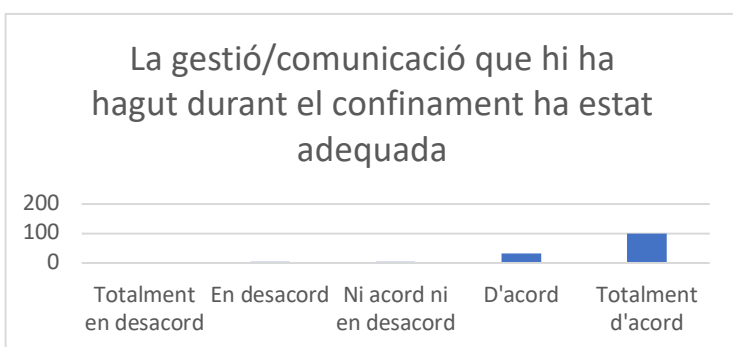 La gestió/comunicació que hi ha
hagut durant el confinament ha estat
adequada
200
100
0
Totalment
en desacord
En desacord
Ni acord ni
en desacord
D'acord
Totalment
d'acord